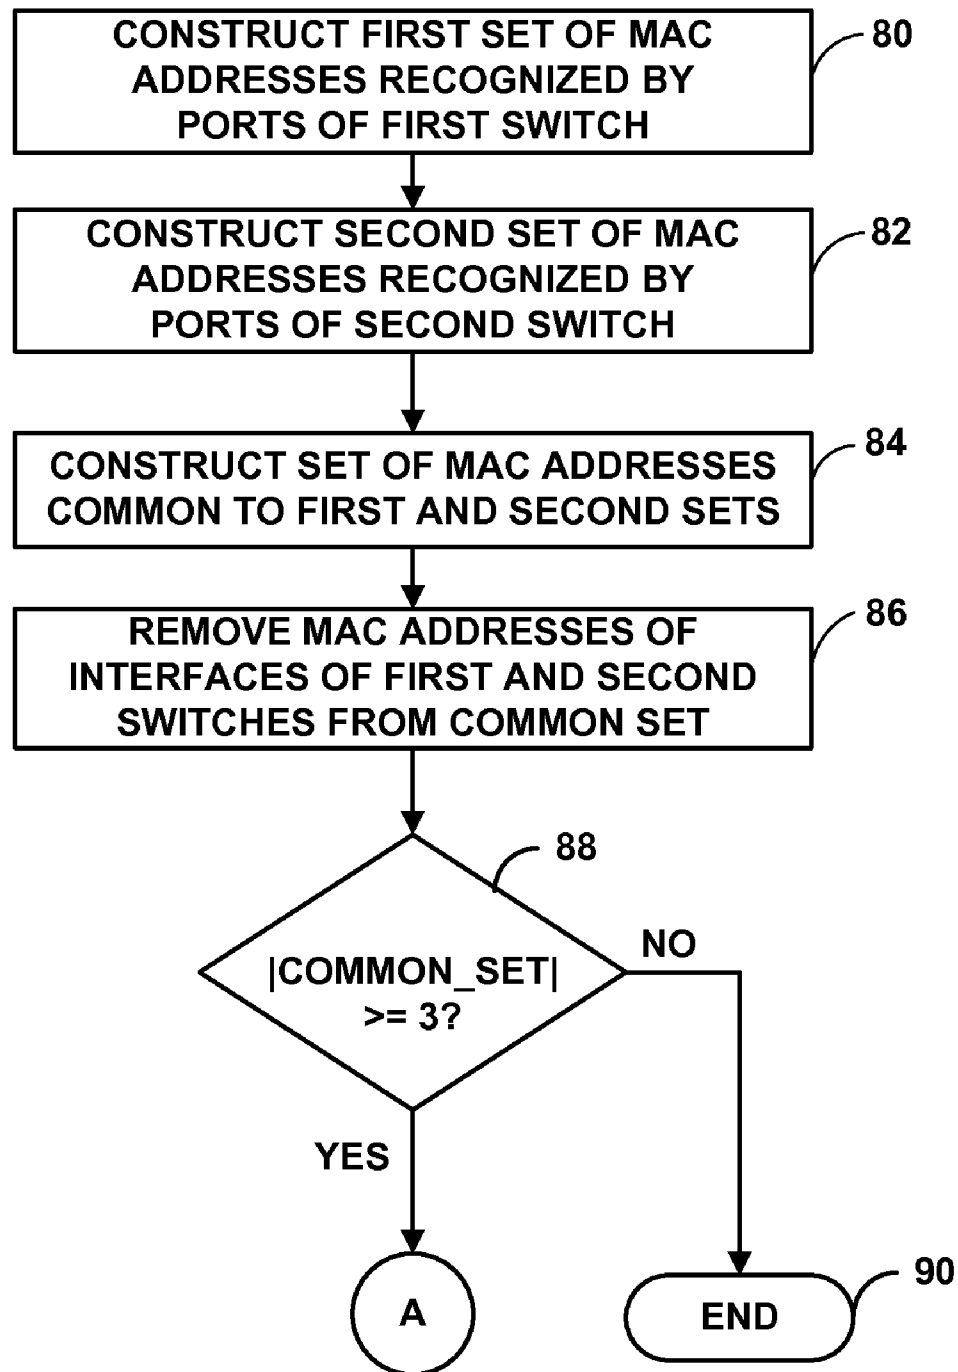 CONSTRUCT FIRST SET OF MAC
ADDRESSES RECOGNIZED BY
PORTS OF FIRST SWITCH
80
CONSTRUCT SECOND SET OF MAC
ADDRESSES RECOGNIZED BY
PORTS OF SECOND SWITCH
82
CONSTRUCT SET OF MAC ADDRESSES
COMMON TO FIRST AND SECOND SETS
84
REMOVE MAC ADDRESSES OF
INTERFACES OF FIRST AND SECOND
SWITCHES FROM COMMON SET
86
88
|COMMON_SET|
>= 3?
NO
YES
A
END
90